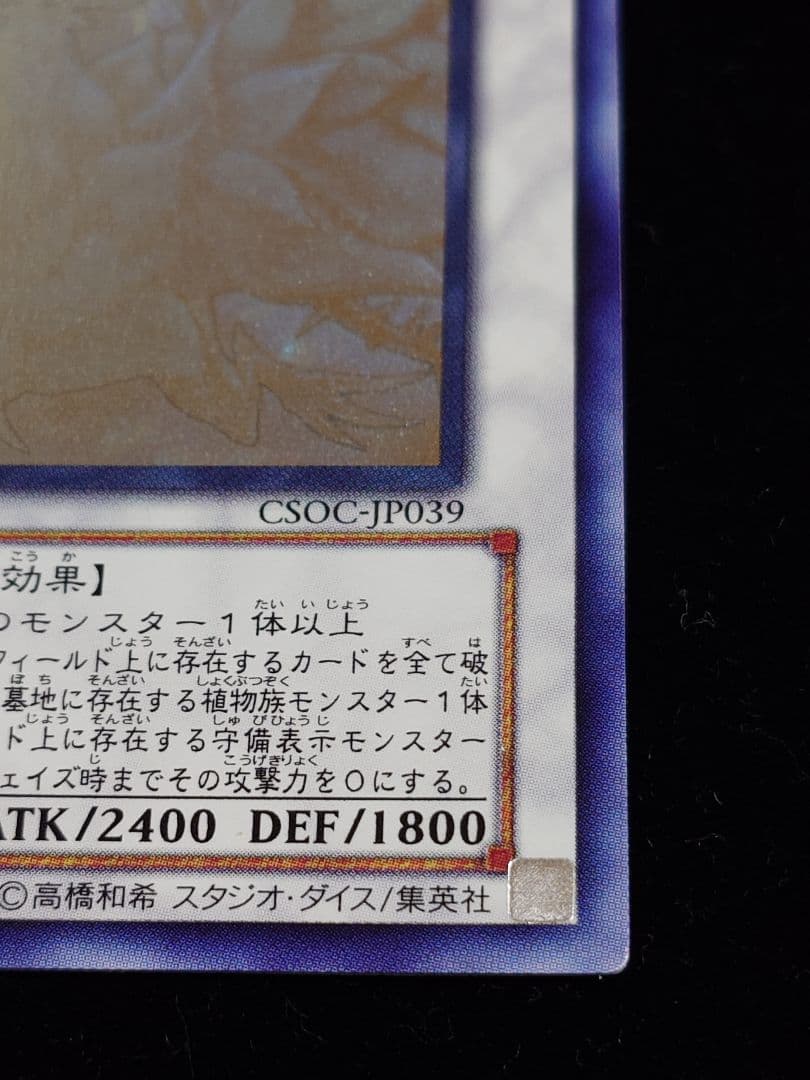 CSOC-JP039
こうか
効果】
たいいじょう
のモンスター1体以上
じょう そんざい すべ は
フィールド上に存在するカードを全て破
ぼち そんざい しょくぶつぞく たい
墓地に存在する植物族モンスター1体
じょう そんざい しゅびひょうじ
ド上に存在する守備表示モンスター
じ こうげきりょく
ェイズ時までその攻撃力を0にする。
ATK/2400 DEF/1800
©高橋和希 スタジオ・ダイス/集英社